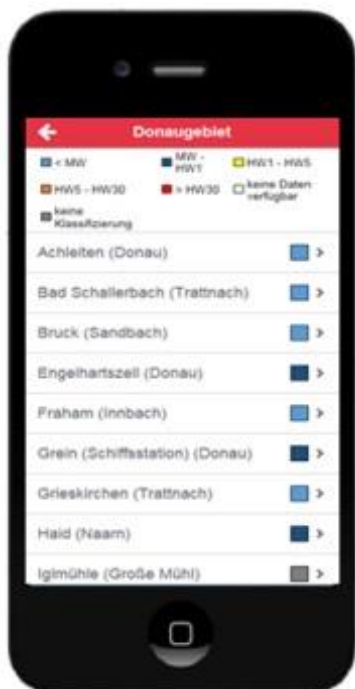 Donaugebiet
< MW
MW -
HW1
HW1 - HW5
HW5 - HW30
> HW30
keine Daten
verfügbar
keine
Klassifizierung
Achleiten (Donau)
Bad Schallerbach (Trattnach)
Bruck (Sandbach)
Engelhartszell (Donau)
Fraham (Innbach)
Grein (Schiffsstation) (Donau)
Grieskirchen (Trattnach)
Haid (Naarn)
Iglmühle (Große Mühl)